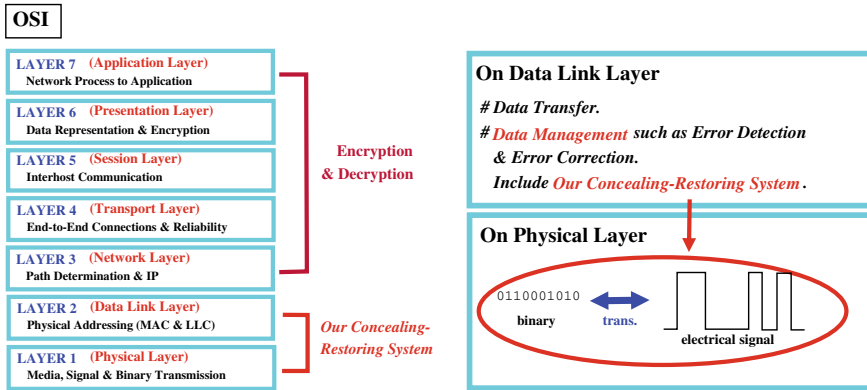 OSI
LAYER 7 (Application Layer)
Network Process to Application
LAYER 6 (Presentation Layer)
Data Representation & Encryption
LAYER 5 (Session Layer)
Interhost Communication
LAYER 4 (Transport Layer)
End-to-End Connections & Reliability
LAYER 3 (Network Layer)
Path Determination & IP
LAYER 2 (Data Link Layer)
Physical Addressing (MAC & LLC)
LAYER 1 (Physical Layer)
Media, Signal & Binary Transmission
Encryption
& Decryption
Our Concealing-
Restoring System
On Data Link Layer
# Data Transfer.
# Data Management such as Error Detection
& Error Correction.
Include Our Concealing-Restoring System .
On Physical Layer
0110001010
binary
trans.
electrical signal